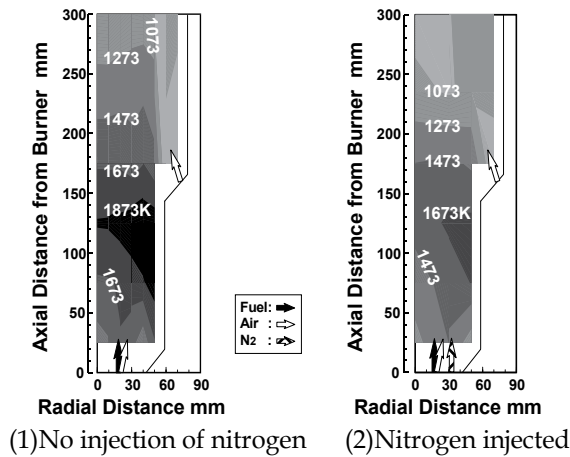 300
250
200
150
100
50
0
Axial Distance from Burner mm
1073
1273
1473
1673
1873K
1673
0 30 60 90
Radial Distance mm
(1)No injection of nitrogen
Fuel:
Air :
N2 :
300
250
200
150
100
50
0
Axial Distance from Burner mm
1073
1273
1473
1673K
1473
0 30 60 90
Radial Distance mm
(2)Nitrogen injected